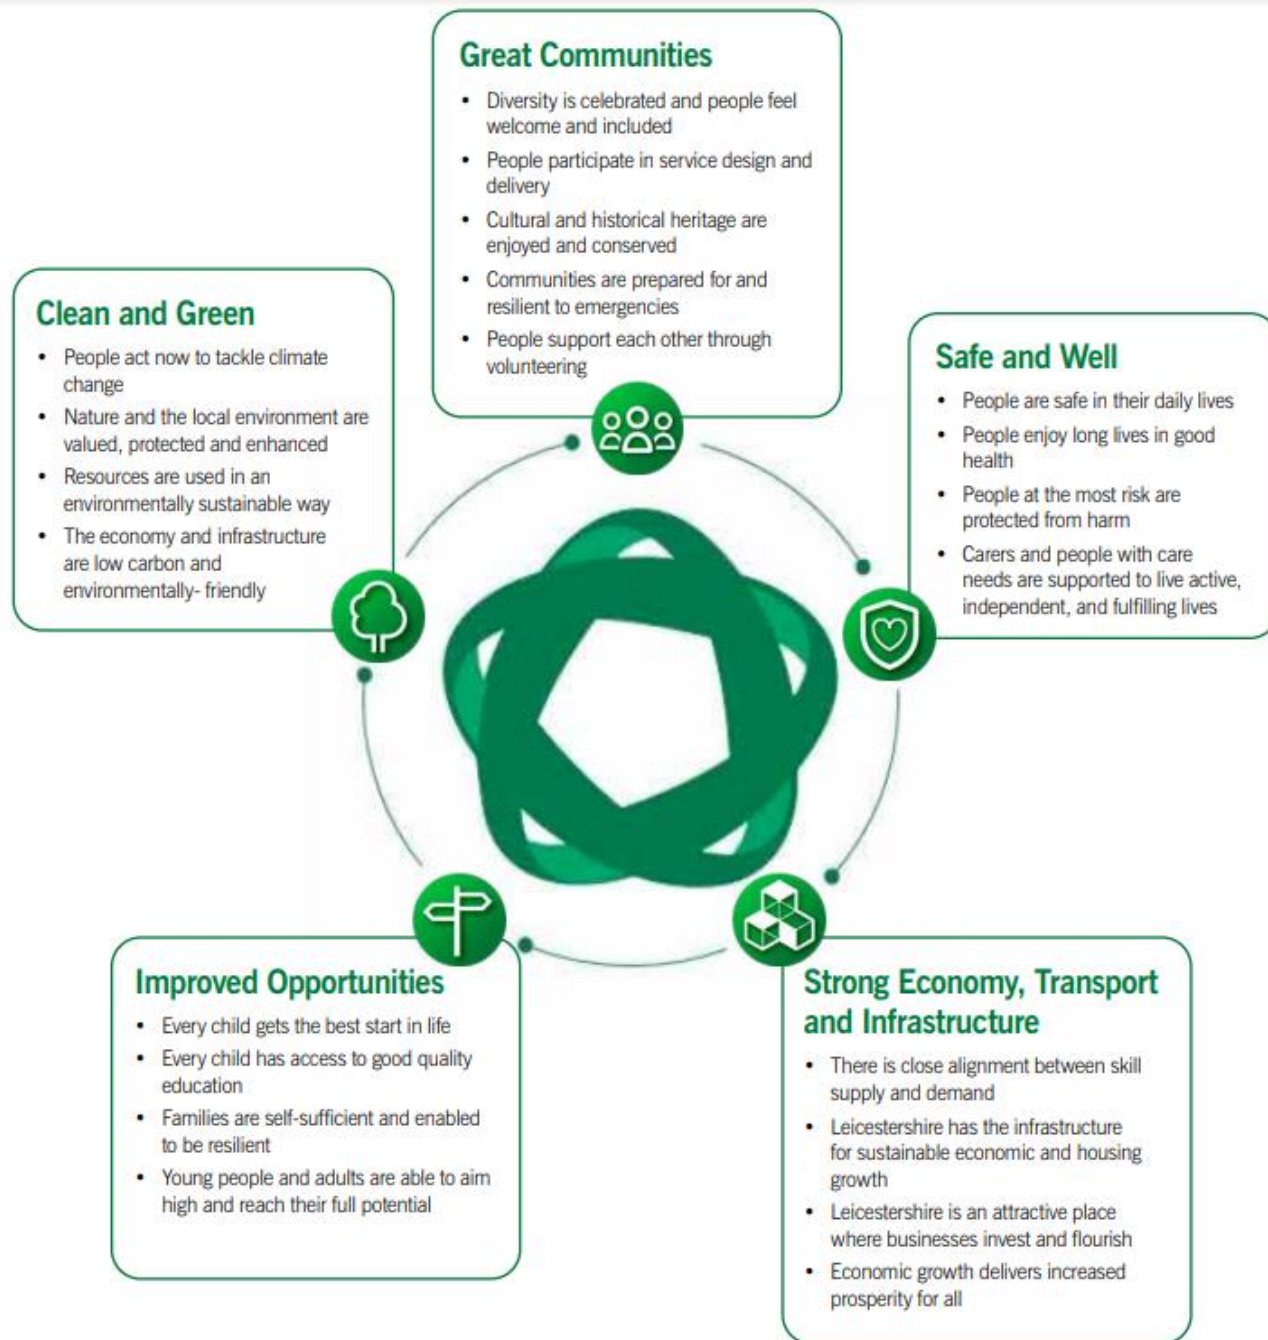 Great Communities
• Diversity is celebrated and people feel
welcome and included
• People participate in service design and
delivery
• Cultural and historical heritage are
enjoyed and conserved
• Communities are prepared for and
resilient to emergencies
• People support each other through
volunteering
Clean and Green
• People act now to tackle climate
change
• Nature and the local environment are
valued, protected and enhanced
• Resources are used in an
environmentally sustainable way
• The economy and infrastructure
are low carbon and
environmentally- friendly
Safe and Well
• People are safe in their daily lives
• People enjoy long lives in good
health
• People at the most risk are
protected from harm
• Carers and people with care
needs are supported to live active,
independent, and fulfilling lives
Improved Opportunities
• Every child gets the best start in life
• Every child has access to good quality
education
• Families are self-sufficient and enabled
to be resilient
• Young people and adults are able to aim
high and reach their full potential
Strong Economy, Transport
and Infrastructure
• There is close alignment between skill
supply and demand
• Leicestershire has the infrastructure
for sustainable economic and housing
growth
• Leicestershire is an attractive place
where businesses invest and flourish
• Economic growth delivers increased
prosperity for all